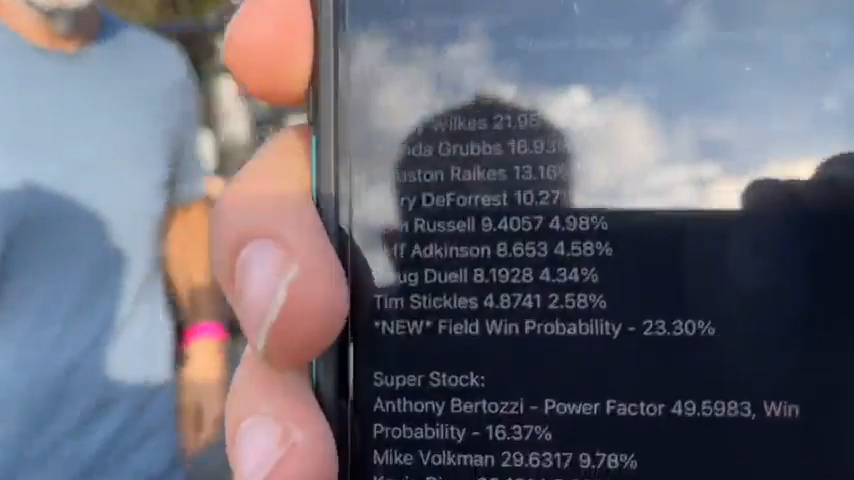 Wilkes 21.98
Grubbs 18.93%
Raikes 13.16%
DeForrest 10.27%
Russell 9.4057 4.98%
Adkinson 8.653 4.58%
Duell 8.1928 4.34%
Tim Stickles 4.8741 2.58%
*NEW* Field Win Probability - 23.30%
Super Stock:
Anthony Bertozzi - Power Factor 49.5983, Win
Probability - 16.37%
Mike Volkman 29.6317 9.78%